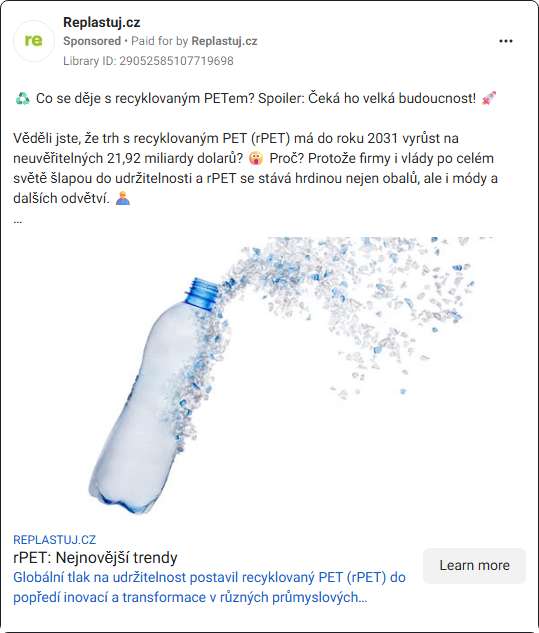 re
Replastuj.cz
Sponsored • Paid for by Replastuj.cz
Library ID: 29052585107719698
♻️ Co se děje s recyklovaným PETem? Spoiler: Čeká ho velká budoucnost! 🚀
Věděli jste, že trh s recyklovaným PET (rPET) má do roku 2031 vyrůst na
neuvěřitelných 21,92 miliardy dolarů? 😲 Proč? Protože firmy i vlády po celém
světě šlapou do udržitelnosti a rPET se stává hrdinou nejen obalů, ale i módy a
dalších odvětví. 🦸‍♂️
...
REPLASTUJ.CZ
rPET: Nejnovější trendy
Globální tlak na udržitelnost postavil recyklovaný PET (rPET) do
popředí inovací a transformace v různých průmyslových...
Learn more